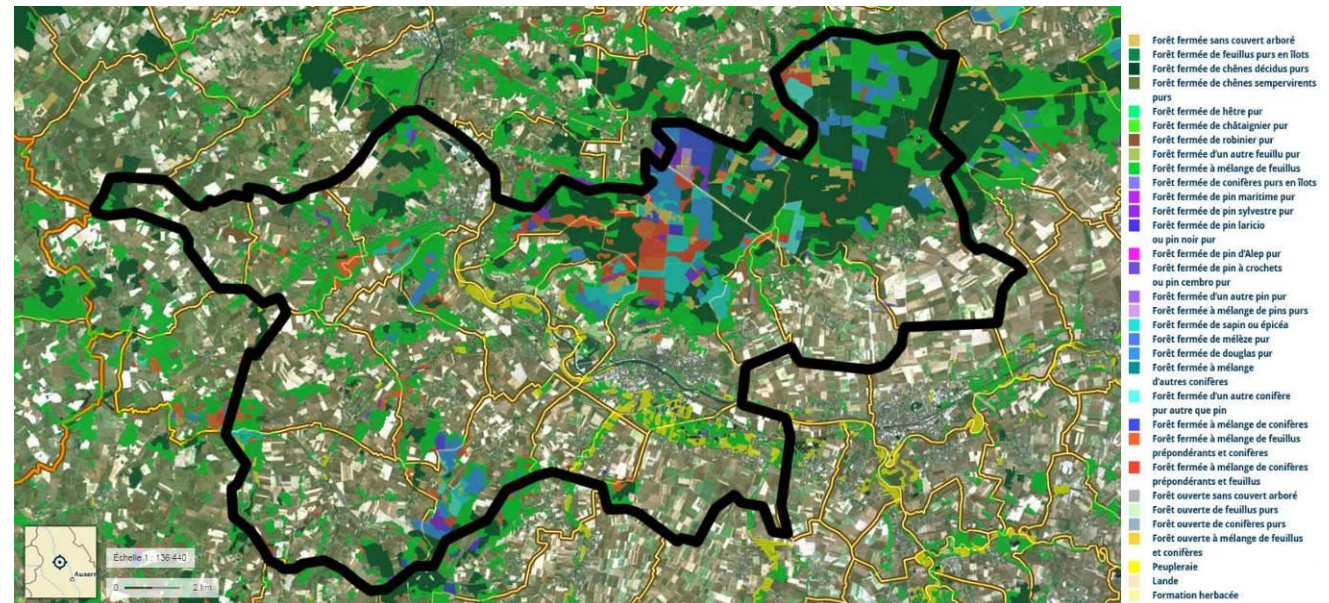 Forêt fermée sans couvert arboré
Forêt fermée de feuillus purs en îlots
Forêt fermée de chênes décidus purs
Forêt fermée de chênes sempervirents
purs
Forêt fermée de hêtre pur
Forêt fermée de châtaignier pur
Forêt fermée de robinier pur
Forêt fermée d'un autre feuillu pur
Forêt fermée à mélange de feuillus
Forêt fermée de conifères purs en îlots
Forêt fermée de pin maritime pur
Forêt fermée de pin sylvestre pur
Forêt fermée de pin laricio
ou pin noir pur
Forêt fermée de pin d'Alep pur
Forêt fermée de pin à crochets
ou pin cembro pur
Forêt fermée d'un autre pin pur
Forêt fermée à mélange de pins purs
Forêt fermée de sapin ou épicéa
Forêt fermée de mélèze pur
Forêt fermée de douglas pur
Forêt fermée à mélange
d'autres conifères
Forêt fermée d'un autre conifère
pur autre que pin
Forêt fermée à mélange de conifères
Forêt fermée à mélange de feuillus
prépondérants et conifères
Forêt fermée à mélange de conifères
prépondérants et feuillus
Forêt ouverte sans couvert arboré
Forêt ouverte de feuillus purs
Forêt ouverte de conifères purs
Forêt ouverte à mélange de feuillus
et conifères
Peupleraie
Lande
Formation herbacée
Échelle 1 : 136 440
Auxerr
0 2 km